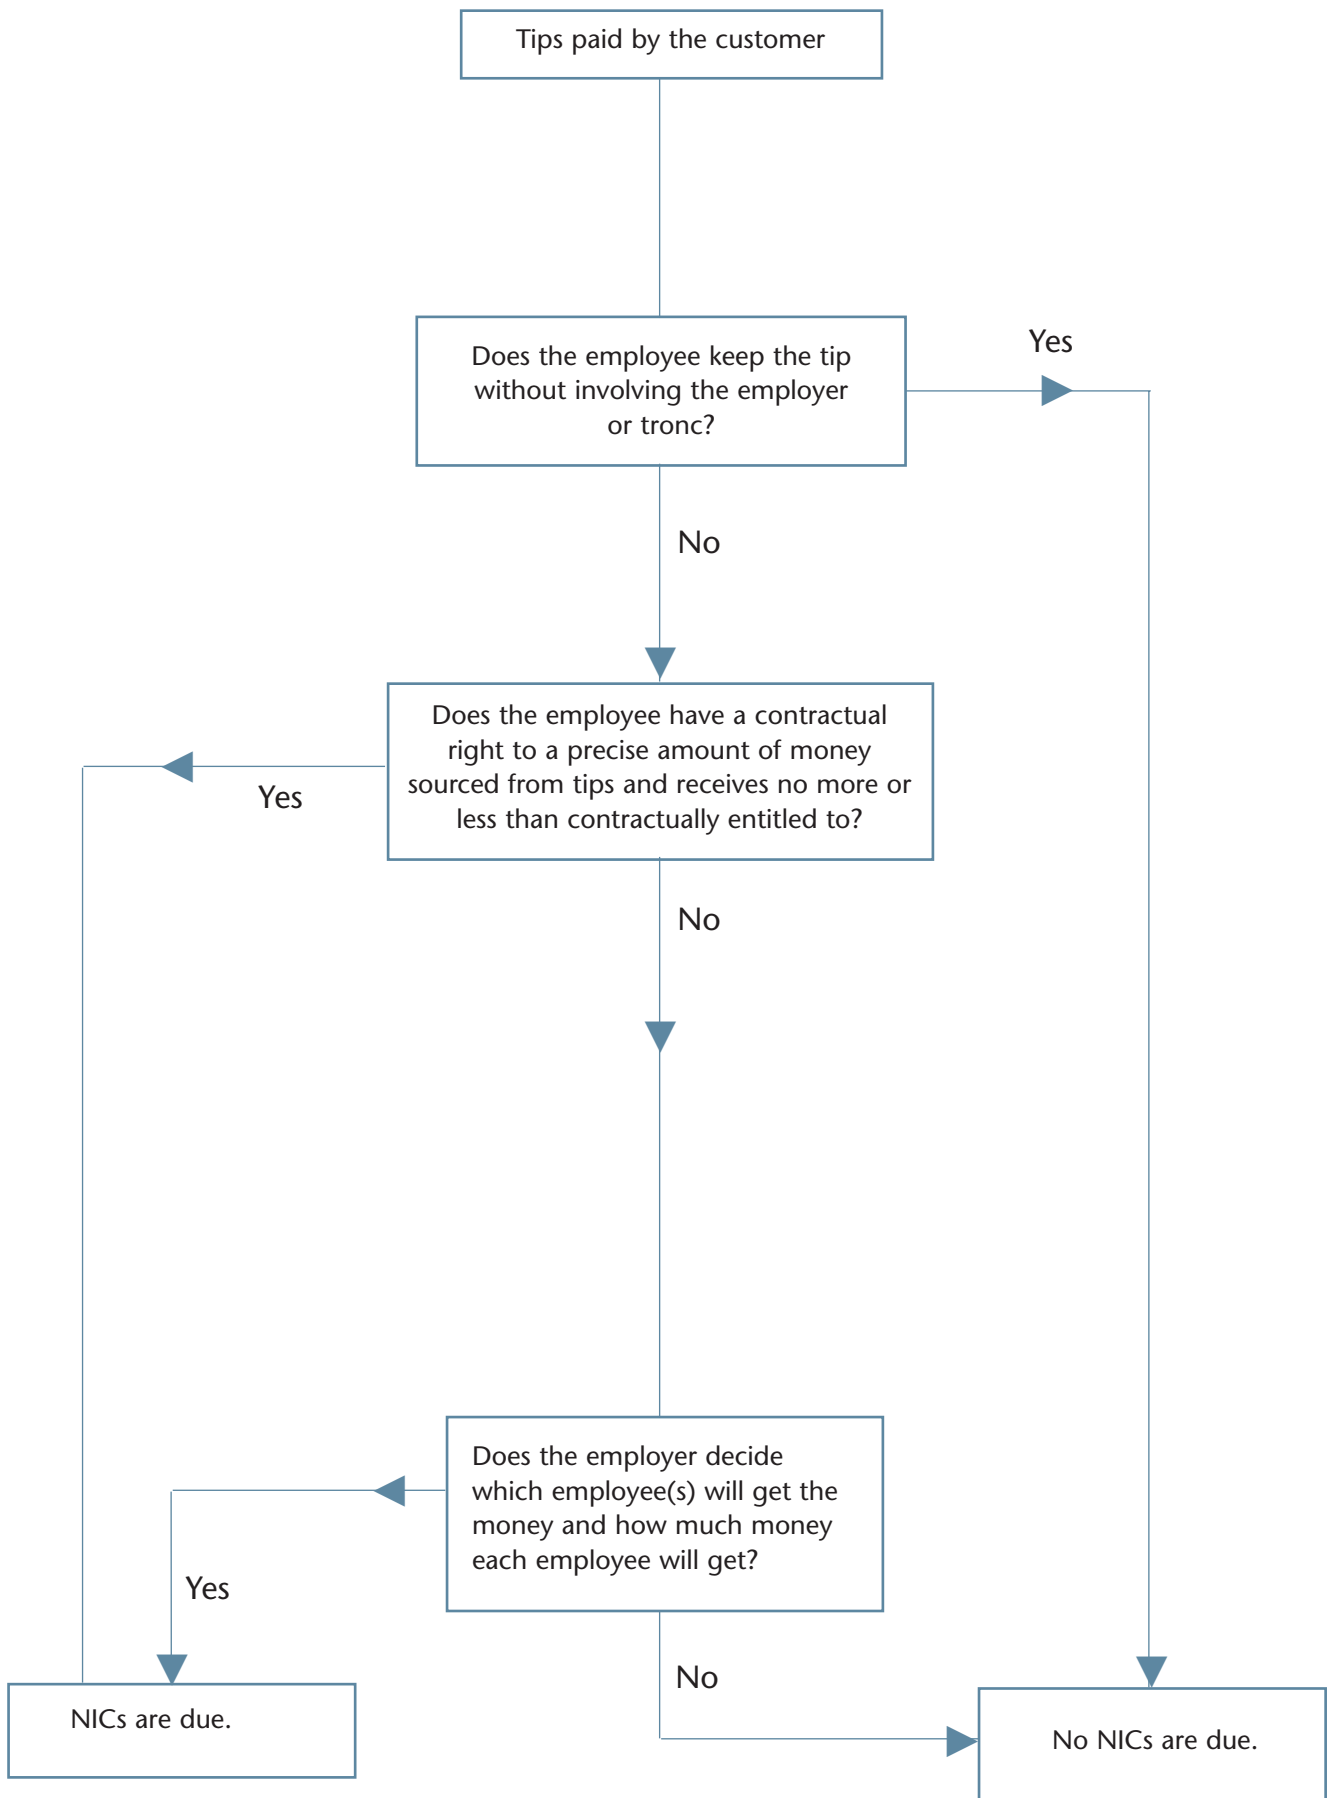 Tips paid by the customer
Does the employee keep the tip
without involving the employer
or tronc?
Yes
No
Does the employee have a contractual
right to a precise amount of money
sourced from tips and receives no more or
less than contractually entitled to?
Yes
No
Does the employer decide
which employee(s) will get the
money and how much money
each employee will get?
Yes
No
NICs are due.
No NICs are due.